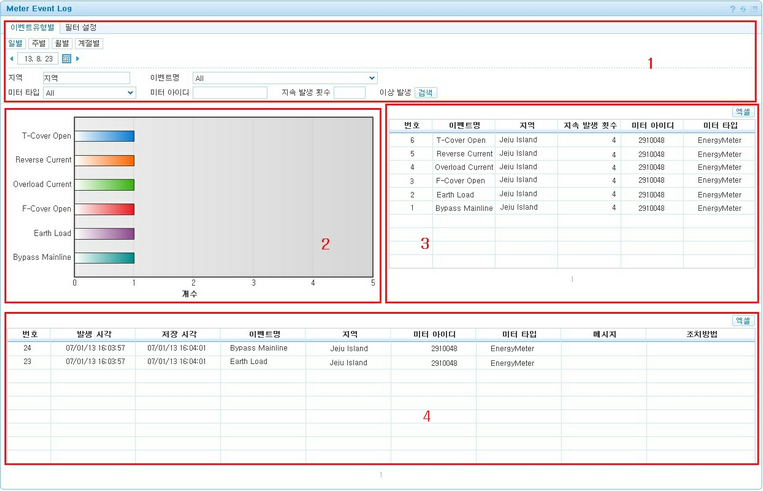 Meter Event Log
이벤트유형별 필터 설정
일별 주별 월별 계절별
13. 8. 23
1
지역 지역 이벤트명 All
미터 타입 All 미터 아이디 지속 발생 횟수 이상 발생 검색
T-Cover Open
Reverse Current
Overload Current
F-Cover Open
Earth Load
Bypass Mainline
0 1 2 3 4 5
개수
2
엑셀
번호 이벤트명 지역 지속 발생 횟수 미터 아이디 미터 타입
6 T-Cover Open Jeju Island 4 2910048 EnergyMeter
5 Reverse Current Jeju Island 4 2910048 EnergyMeter
4 Overload Current Jeju Island 4 2910048 EnergyMeter
3 F-Cover Open Jeju Island 4 2910048 EnergyMeter
2 Earth Load Jeju Island 4 2910048 EnergyMeter
1 Bypass Mainline Jeju Island 4 2910048 EnergyMeter
3
1
엑셀
번호 발생 시각 저장 시각 이벤트명 지역 미터 아이디 미터 타입 메시지 조치방법
24 07/01/13 16:03:57 07/01/13 16:04:01 Bypass Mainline Jeju Island 2910048 EnergyMeter
23 07/01/13 16:03:57 07/01/13 16:04:01 Earth Load Jeju Island 2910048 EnergyMeter
4
1